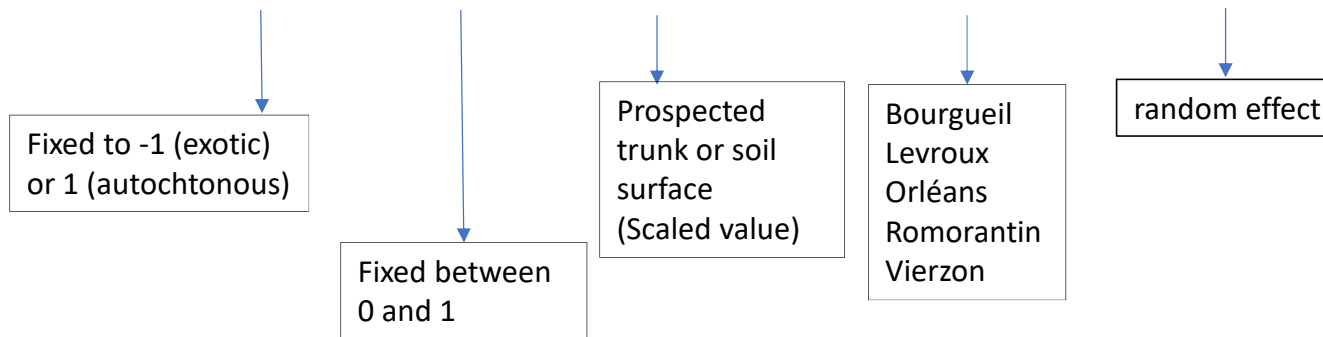 Fixed to -1 (exotic)
or 1 (autochtonous)
Fixed between
0 and 1
Prospected
trunk or soil
surface
(Scaled value)
Bourgueil
Levroux
Orléans
Romorantin
Vierzon
random effect